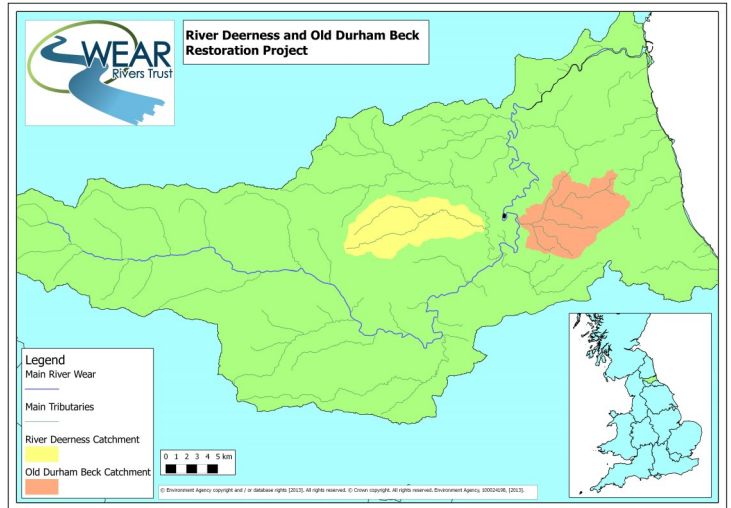 WEAR
Rivers Trust
River Deerness and Old Durham Beck
Restoration Project
Legend
Main River Wear
Main Tributaries
River Deerness Catchment
Old Durham Beck Catchment
0 1 2 3 4 5 km
© Environment Agency copyright and / or database rights [2013]. All rights reserved. © Crown copyright. All rights reserved. Environment Agency, 100024198, [2013].